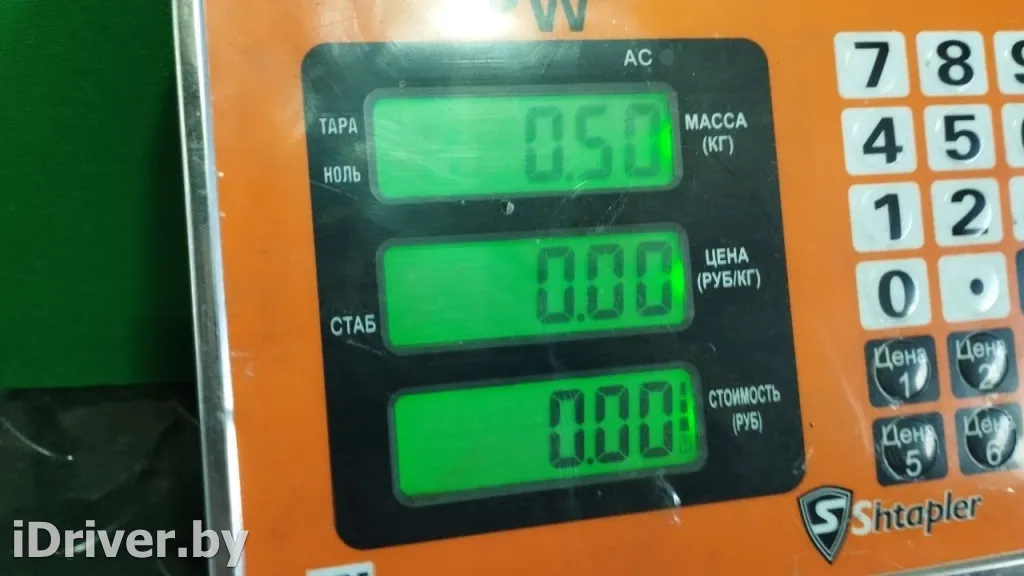 W
AC
ТАРА
НОЛЬ
0.50
МАССА
(КГ)
СТАБ
0.00
ЦЕНА
(РУБ/КГ)
0.00
СТОИМОСТЬ
(РУБ)
7 8
4 5
1 2
0 .
Цена 1
Цена 2
Цена 5
Цена 6
S Shtapler
iDriver.by